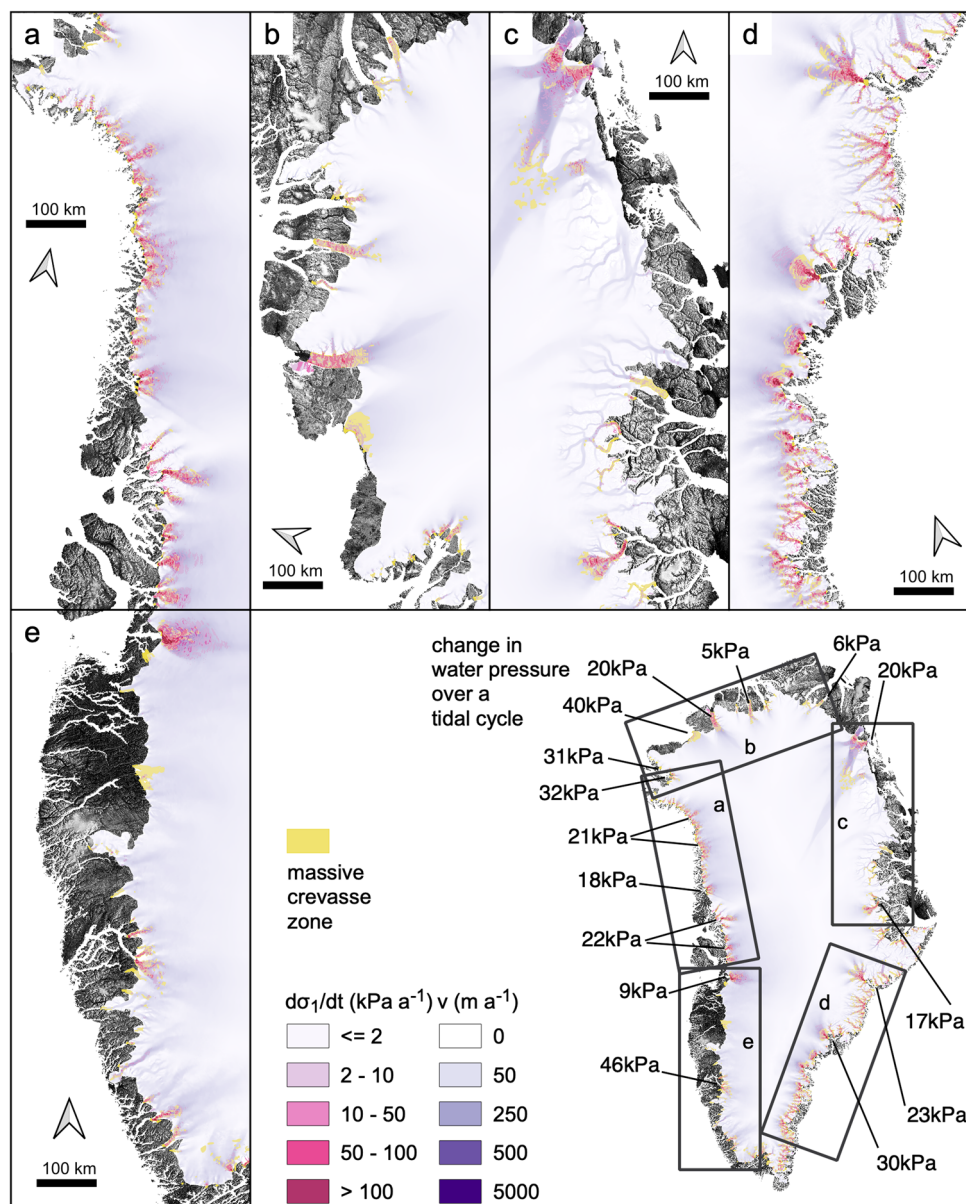 a
b
c
d
100 km
100 km
100 km
100 km
e
100 km
change in
water pressure
over a
tidal cycle
5kPa
6kPa
20kPa
20kPa
40kPa
31kPa
32kPa
21kPa
18kPa
22kPa
9kPa
46kPa
17kPa
23kPa
30kPa
b
a
c
d
e
massive
crevasse
zone
dσ₁/dt (kPa a⁻¹) v (m a⁻¹)
<= 2 0
2 - 10 50
10 - 50 250
50 - 100 500
> 100 5000